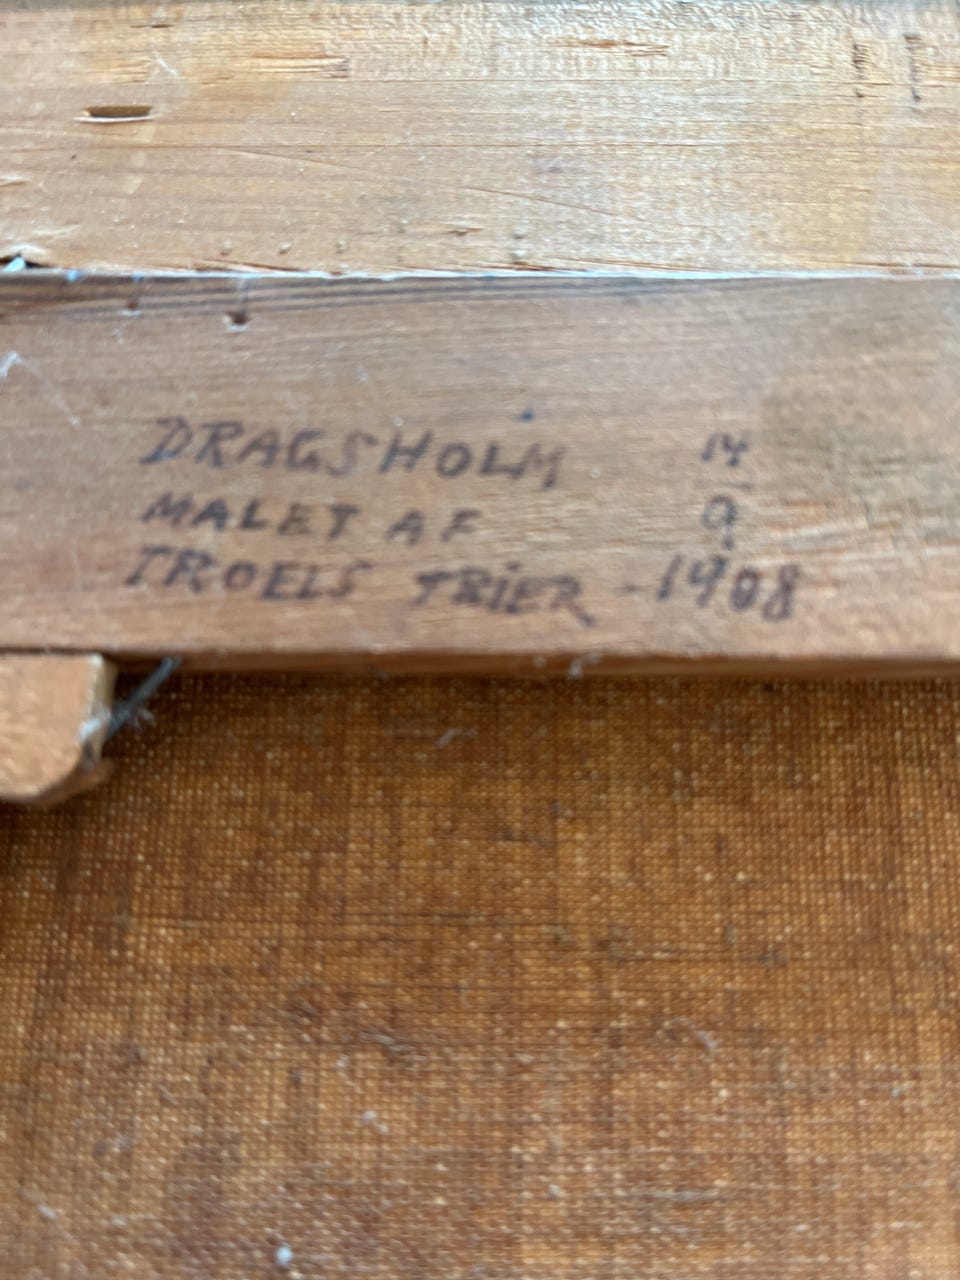 DRAGSHOLM 14
MALET AF 9
TROELS TRIER - 1908